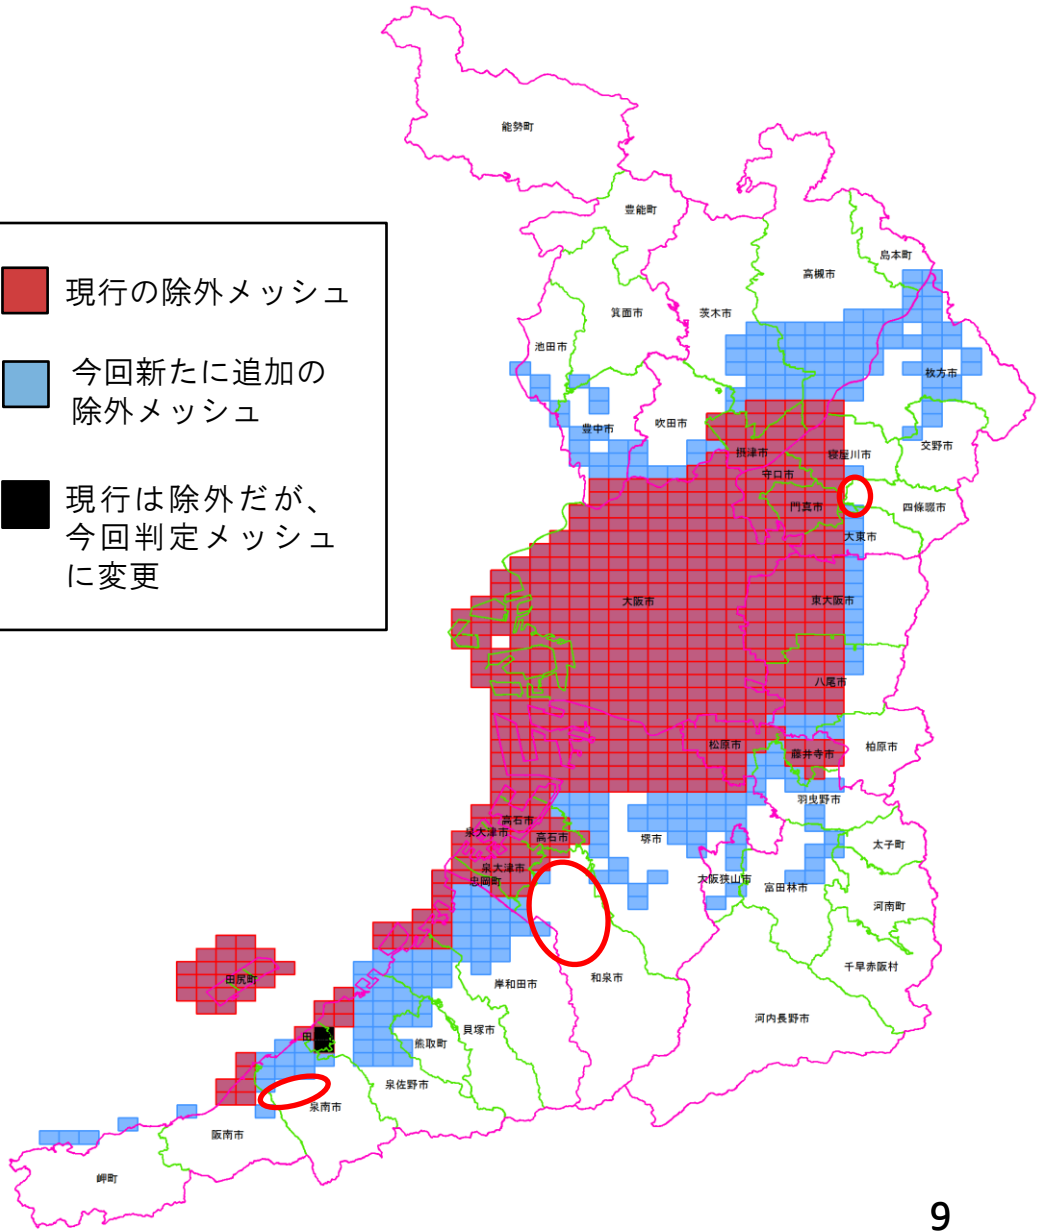 能勢町
豊能町
島本町
高槻市
箕面市
茨木市
池田市
枚方市
豊中市
吹田市
交野市
摂津市
寝屋川市
守口市
門真市
四條畷市
大東市
大阪市
東大阪市
八尾市
松原市
藤井寺市
柏原市
羽曳野市
高石市
泉大津市
高石市
堺市
太子町
泉大津市
忠岡町
大阪狭山市
富田林市
河南町
千早赤阪村
田尻町
岸和田市
和泉市
河内長野市
貝塚市
熊取町
田
泉佐野市
泉南市
阪南市
岬町
現行の除外メッシュ
今回新たに追加の
除外メッシュ
現行は除外だが、
今回判定メッシュ
に変更
9